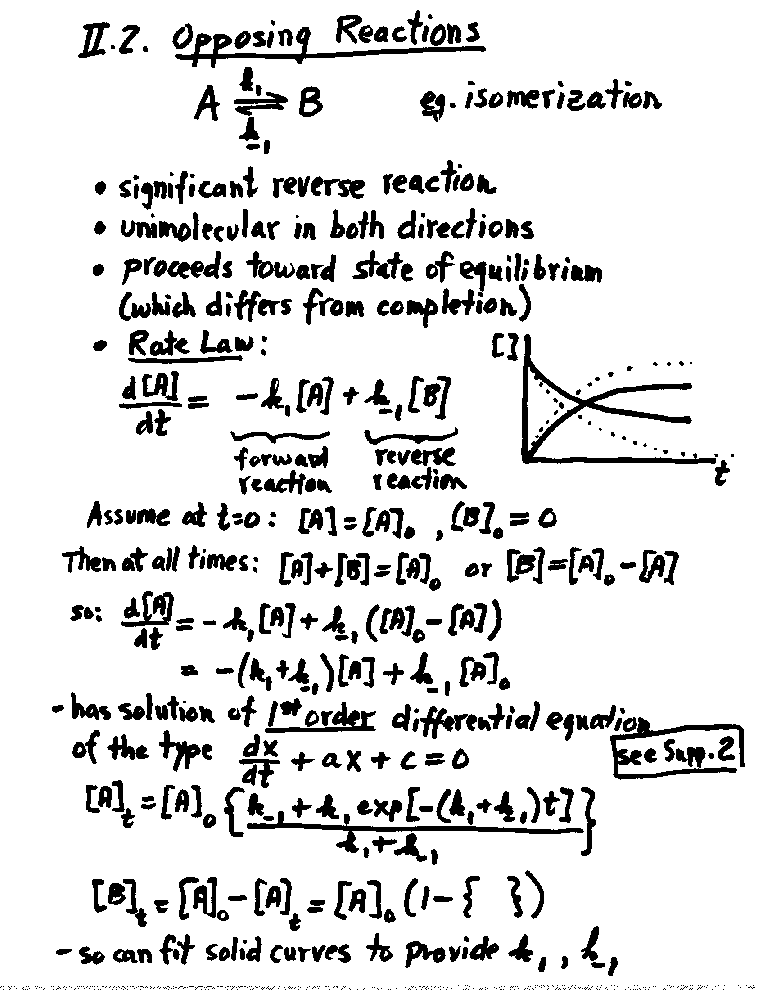 II.2. Opposing Reactions
A ⇌ B (k₁ / k₋₁) eg. isomerization
• significant reverse reaction
• unimolecular in both directions
• proceeds toward state of equilibrium
(which differs from completion)
• Rate Law:
d[A]/dt = -k₁[A] + k₋₁[B]
forward reaction reverse reaction
[ ] t
Assume at t=0: [A]=[A]₀, [B]₀=0
Then at all times: [A]+[B]=[A]₀ or [B]=[A]₀-[A]
so: d[A]/dt = -k₁[A]+k₋₁([A]₀-[A])
= -(k₁+k₋₁)[A]+k₋₁[A]₀
- has solution of 1st order differential equation
of the type dx/dt + ax + c = 0 see Supp. 2
[A]ₜ = [A]₀ { k₋₁ + k₁ exp[-(k₁+k₋₁)t] / k₁+k₋₁ }
[B]ₜ = [A]₀-[A]ₜ = [A]₀ (1-{ })
- so can fit solid curves to provide k₁, k₋₁